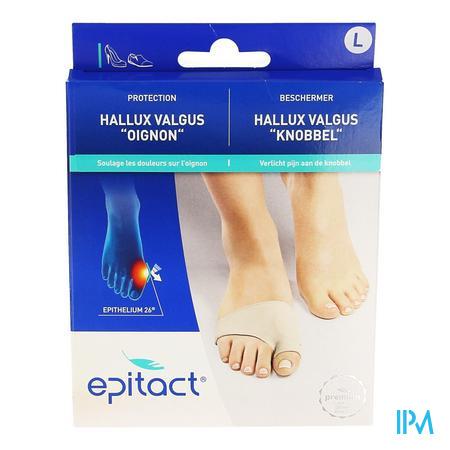 L
PROTECTION
HALLUX VALGUS
"OIGNON"
Soulage les douleurs sur l'oignon
BESCHERMER
HALLUX VALGUS
"KNOBBEL"
Verlicht pijn aan de knobbel
EPITHELIUM 26®
epitact®
premium
IPM